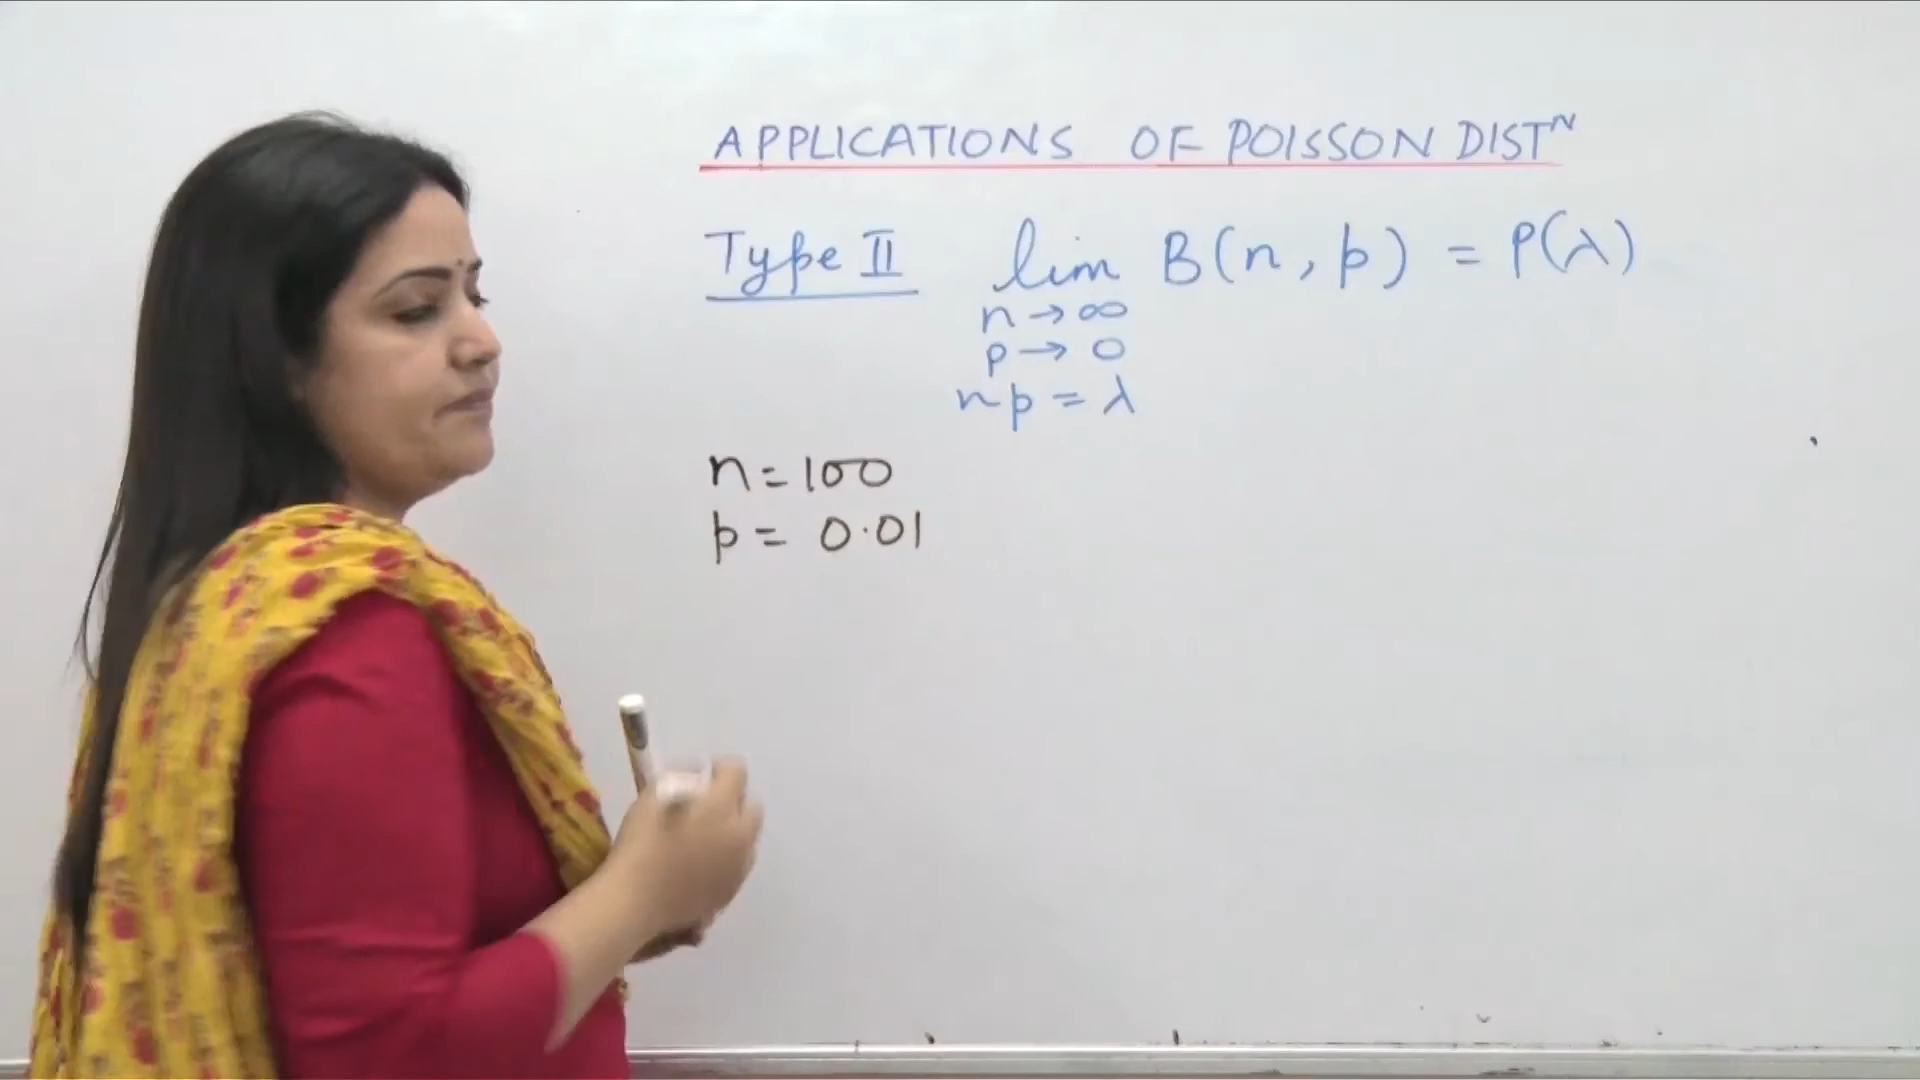 APPLICATIONS OF POISSON DISTᴺ
Type II lim B(n, p) = P(λ)
n → ∞
p → 0
np = λ
n = 100
p = 0.01